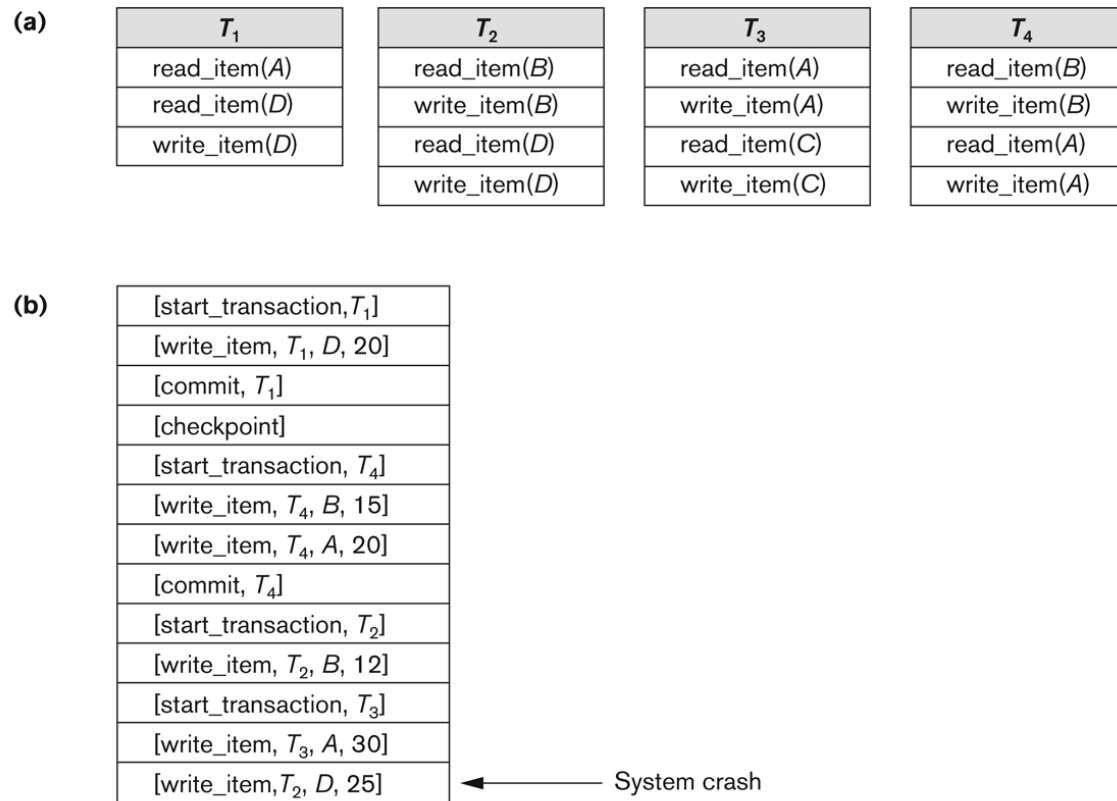 (a)
T1 T2 T3 T4
read_item(A) read_item(B) read_item(A) read_item(B)
read_item(D) write_item(B) write_item(A) write_item(B)
write_item(D) read_item(D) read_item(C) read_item(A)
write_item(D) write_item(C) write_item(A)
(b)
[start_transaction,T1]
[write_item, T1, D, 20]
[commit, T1]
[checkpoint]
[start_transaction, T4]
[write_item, T4, B, 15]
[write_item, T4, A, 20]
[commit, T4]
[start_transaction, T2]
[write_item, T2, B, 12]
[start_transaction, T3]
[write_item, T3, A, 30]
[write_item,T2, D, 25] System crash